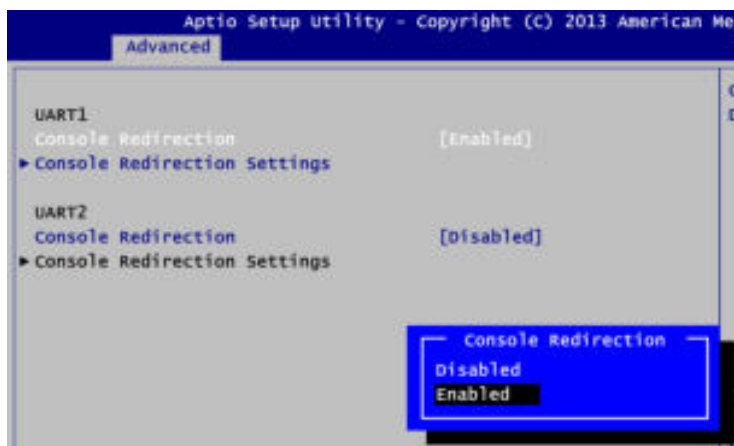 Aptio Setup Utility - Copyright (C) 2013 American Me
Advanced
UART1
Console Redirection [Enabled]
► Console Redirection Settings
UART2
Console Redirection [Disabled]
► Console Redirection Settings
Console Redirection
Disabled
Enabled